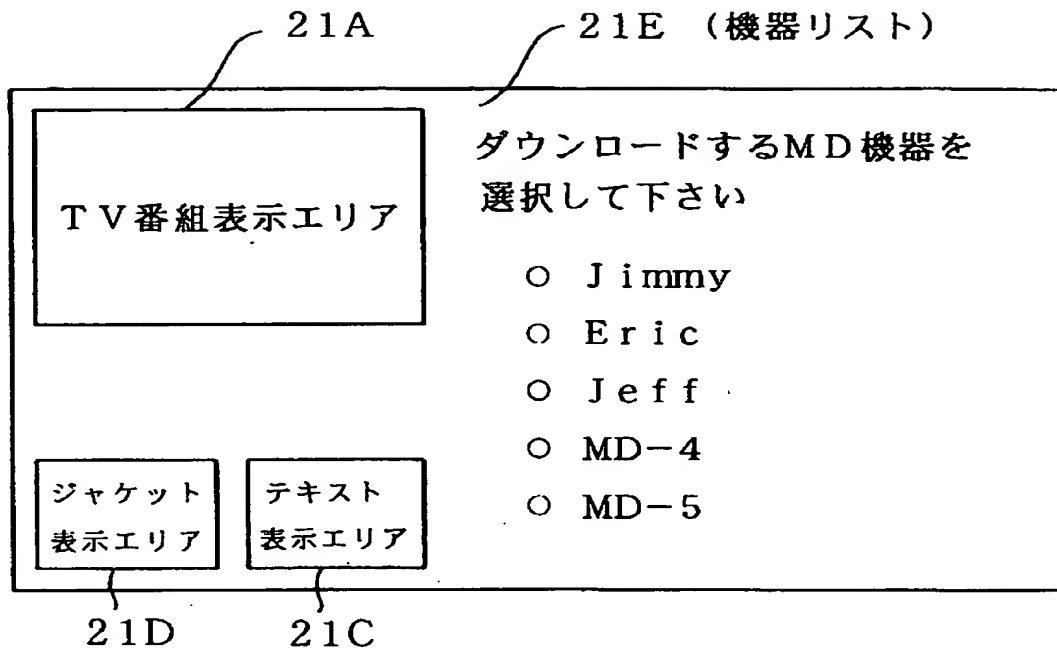 21A
21E (機器リスト)
TV番組表示エリア
ダウンロードするMD機器を
選択して下さい
○ Jimmy
○ Eric
○ Jeff
○ MD-4
○ MD-5
ジャケット
表示エリア
テキスト
表示エリア
21D
21C